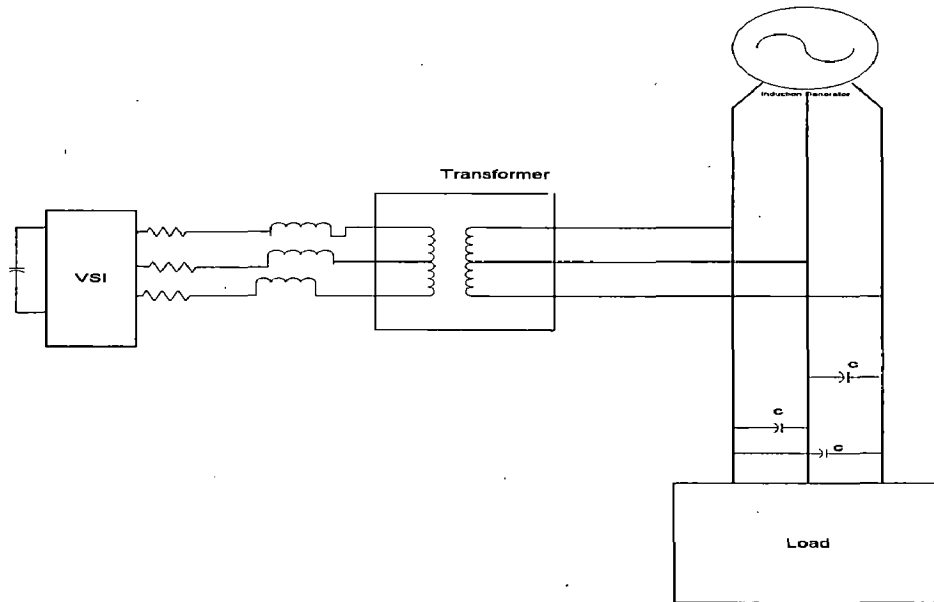 Induction Generator
Transformer
VSI
C
C
C
Load